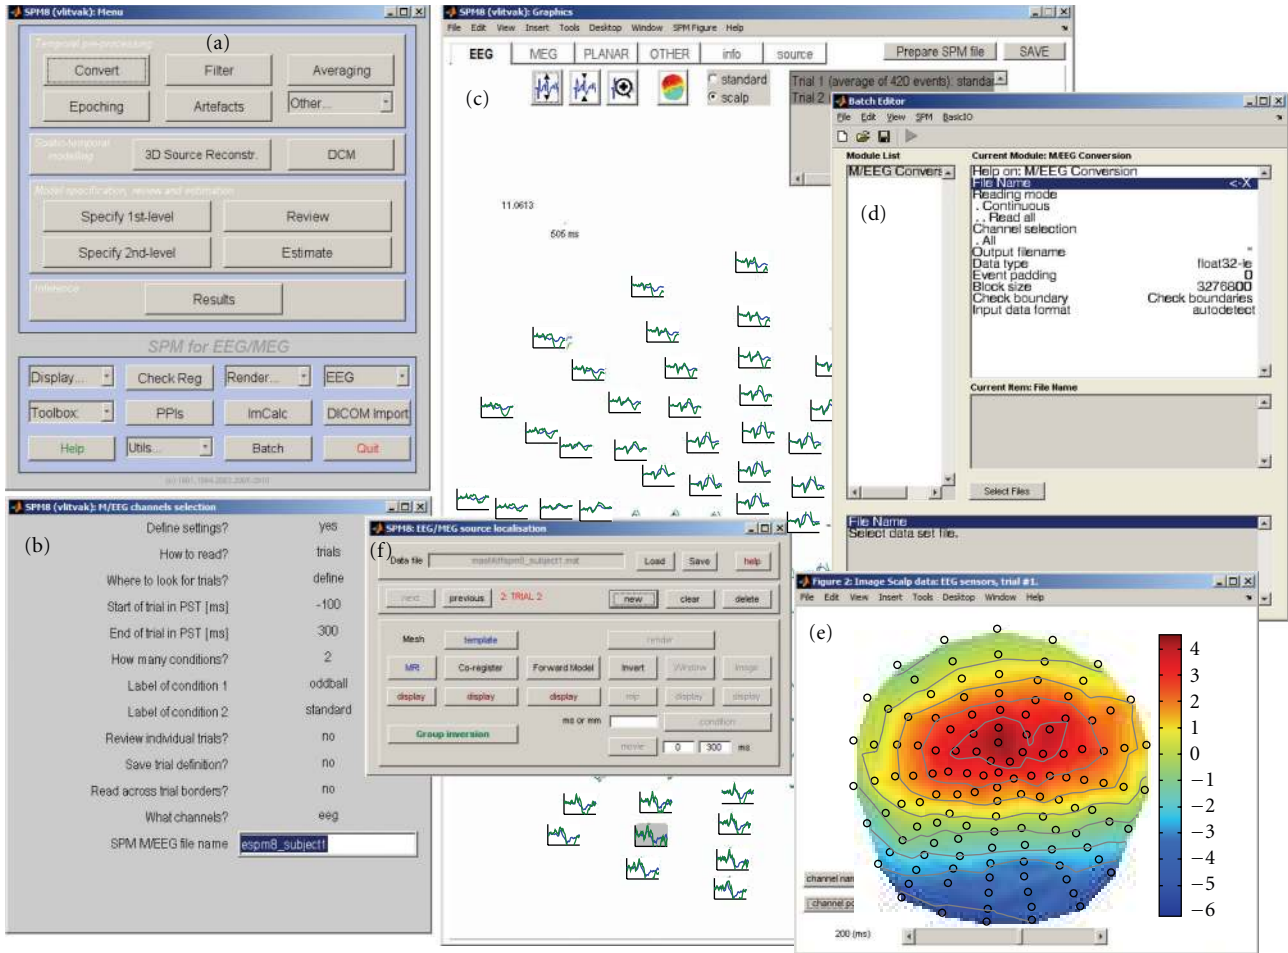 SPM8 (vlitvak): Menu
(a)
Temporal pre-processing
Convert Filter Averaging
Epoching Artefacts Other...
Spatio-temporal
modelling
3D Source Reconstr. DCM
Model specification, review and estimation
Specify 1st-level Review
Specify 2nd-level Estimate
Inference
Results
SPM for EEG/MEG
Display... Check Reg Render... EEG
Toolbox: PPIs ImCalc DICOM Import
Help Utils... Batch Quit
SPM8 (vlitvak): M/EEG channels selection
(b)
Define settings? yes
How to read? trials
Where to look for trials? define
Start of trial in PST [ms] -100
End of trial in PST [ms] 300
How many conditions? 2
Label of condition 1 oddball
Label of condition 2 standard
Review individual trials? no
Save trial definition? no
Read across trial borders? no
What channels? eeg
SPM M/EEG file name espm8_subject1
SPM8 (vlitvak): Graphics
File Edit View Insert Tools Desktop Window SPM Figure Help
EEG MEG PLANAR OTHER info source
Prepare SPM file SAVE
(c)
standard
scalp
Trial 1 (average of 420 events): standar
Trial 2
11.0613
505 ms
Batch Editor
File Edit View SPM BasicIO
Module List
M/EEG Convers
(d)
Current Module: M/EEG Conversion
Help on: M/EEG Conversion
File Name <-X
Reading mode
. Continuous
. . Read all
Channel selection
. All
Output filename ''
Data type float32-le
Event padding 0
Block size 3276800
Check boundary Check boundaries
Input data format autodetect
Current Item: File Name
Select Files
File Name
Select data set file.
SPM8: EEG/MEG source localisation
(f)
Data file Load Save help
next previous 2: TRIAL 2 new clear delete
Mesh template render
MRI Co-register Forward Model Invert Window Image
display display display mip display display
ms or mm condition
Group inversion
movie 0 300 ms
Figure 2: Image Scalp data: EEG sensors, trial #1.
File Edit View Insert Tools Desktop Window Help
(e)
4
3
2
1
0
−1
−2
−3
−4
−5
−6
channel nam
channel po
200 (ms)